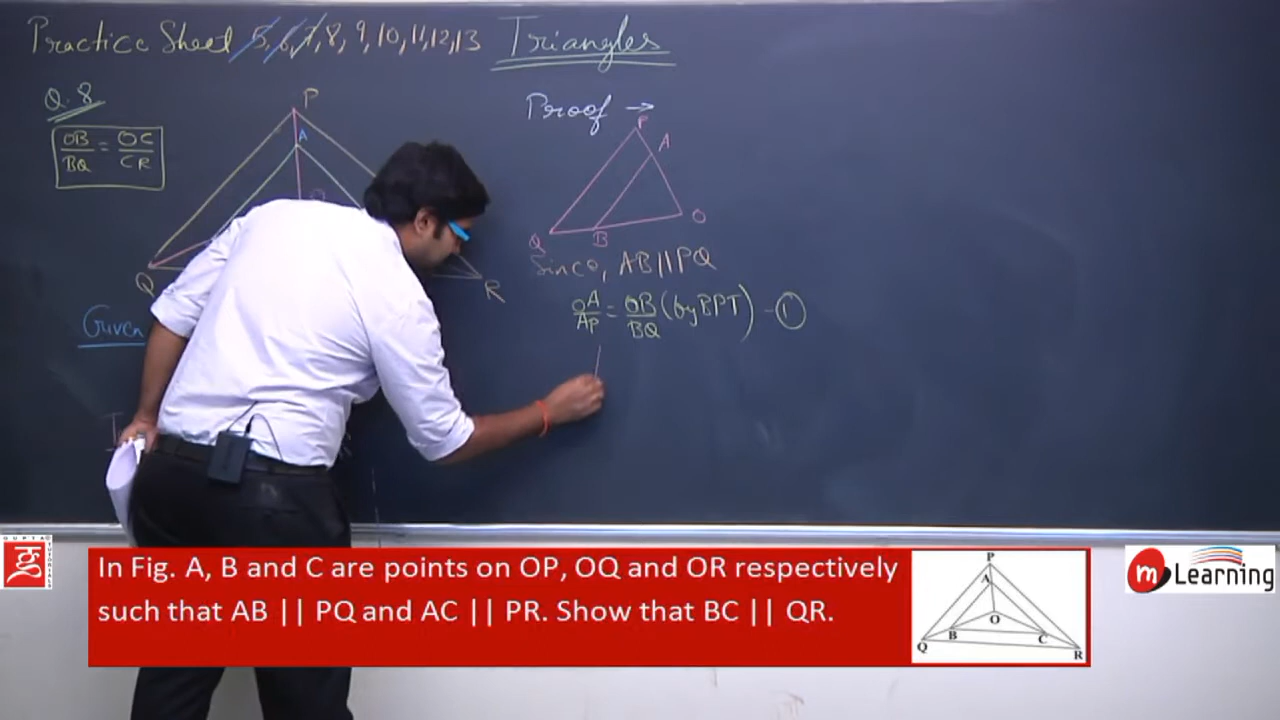 Practice Sheet 5, 6, 7, 8, 9, 10, 11, 12, 13 Triangles
Q. 8
OB/BQ = OC/CR
P
A
Q
R
Given
Proof →
P
A
O
Q
B
Since, AB||PQ
OA/AP = OB/BQ (by BPT) - ①
In Fig. A, B and C are points on OP, OQ and OR respectively
such that AB || PQ and AC || PR. Show that BC || QR.
P
A
O
B
C
Q
R
GUPTA TUTORIALS
m Learning